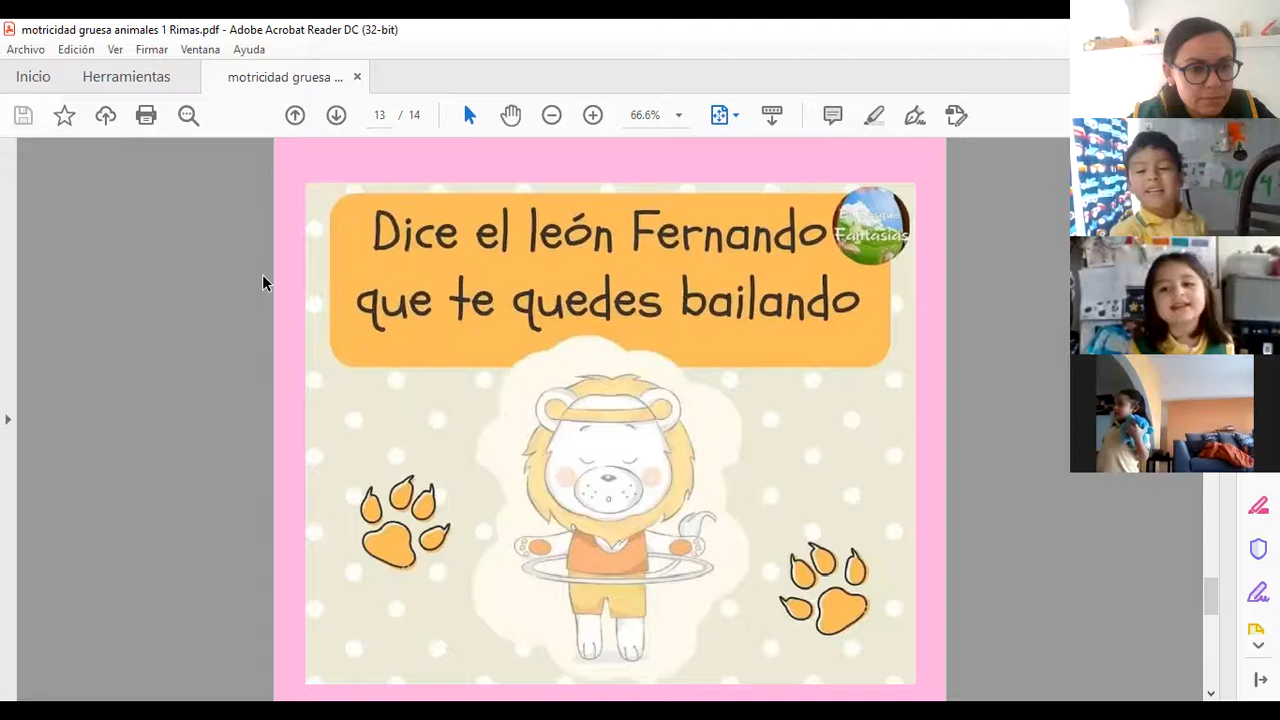 motricidad gruesa animales 1 Rimas.pdf - Adobe Acrobat Reader DC (32-bit)
Archivo Edición Ver Firmar Ventana Ayuda
Inicio Herramientas motricidad gruesa ... ×
13 / 14 66.6%
Dice el león Fernando
que te quedes bailando
Fantasías